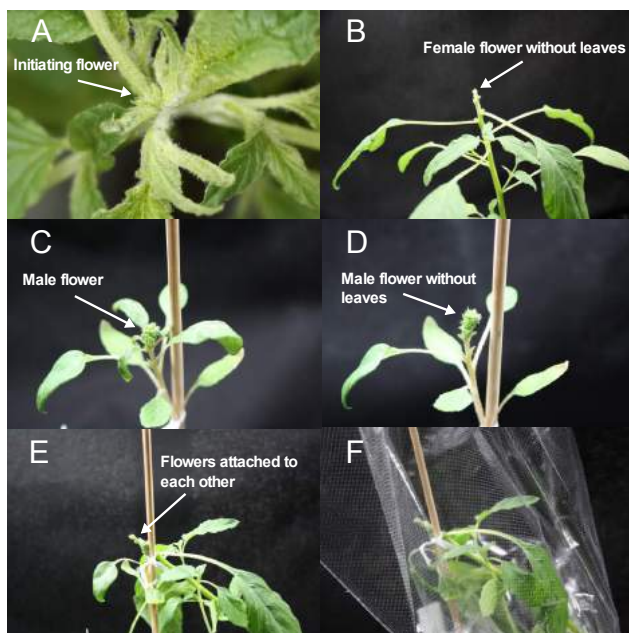 A
Initiating flower
B
Female flower without leaves
C
Male flower
D
Male flower without
leaves
E
Flowers attached to
each other
F